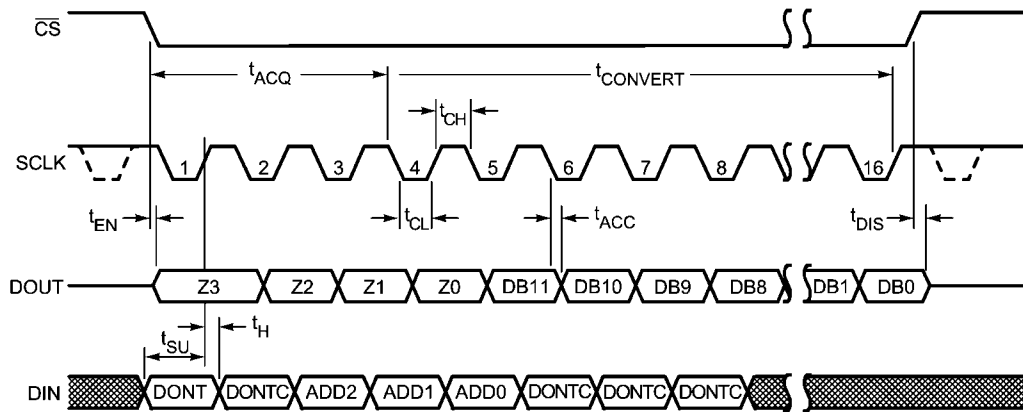 CS
tACQ
tCONVERT
tCH
SCLK
1 2 3 4 5 6 7 8 16
tEN
tCL
tACC
tDIS
DOUT
Z3 Z2 Z1 Z0 DB11 DB10 DB9 DB8 DB1 DB0
tSU
tH
DIN
DONT DONTC ADD2 ADD1 ADD0 DONTC DONTC DONTC